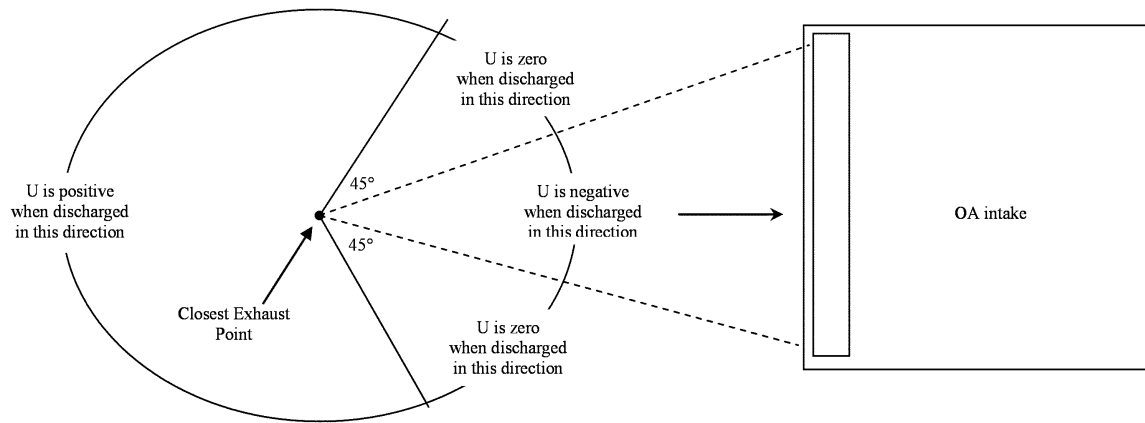 U is zero
when discharged
in this direction
45°
U is positive
when discharged
in this direction
U is negative
when discharged
in this direction
OA intake
45°
Closest Exhaust
Point
U is zero
when discharged
in this direction